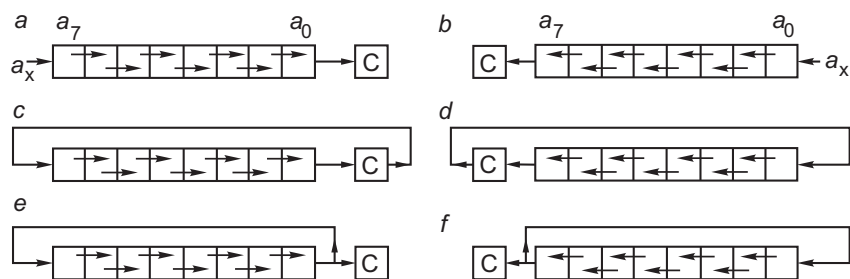 a a₇ a₀ b a₇ a₀
aₓ C C aₓ
c d
C C
e f
C C